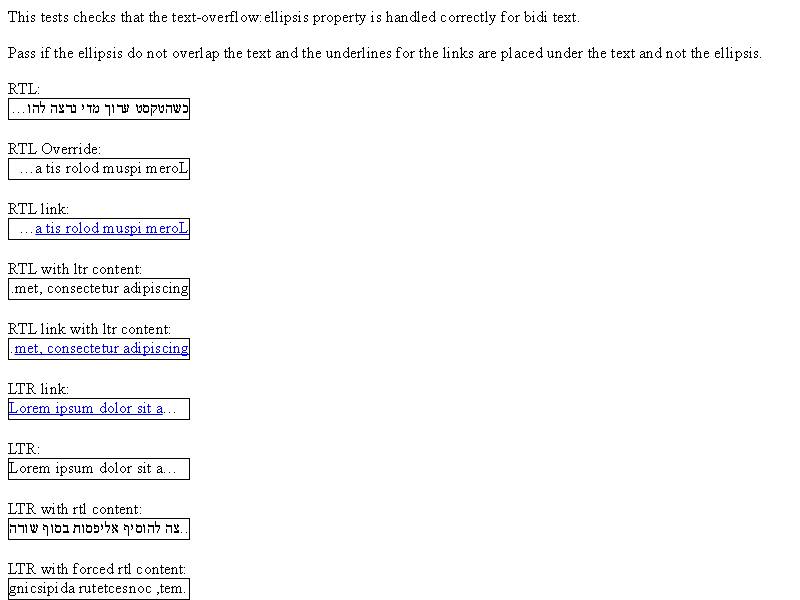 This tests checks that the text-overflow:ellipsis property is handled correctly for bidi text.
Pass if the ellipsis do not overlap the text and the underlines for the links are placed under the text and not the ellipsis.
RTL:
כשהטקסט ערוך מדי נרצה להו...
RTL Override:
...a tis rolod muspi meroL
RTL link:
...a tis rolod muspi meroL
RTL with ltr content:
.met, consectetur adipiscing
RTL link with ltr content:
.met, consectetur adipiscing
LTR link:
Lorem ipsum dolor sit a...
LTR:
Lorem ipsum dolor sit a...
LTR with rtl content:
..צה להוסיף אליפסות בסוף שורה
LTR with forced rtl content:
gnicsipida rutetcesnoc ,tem.